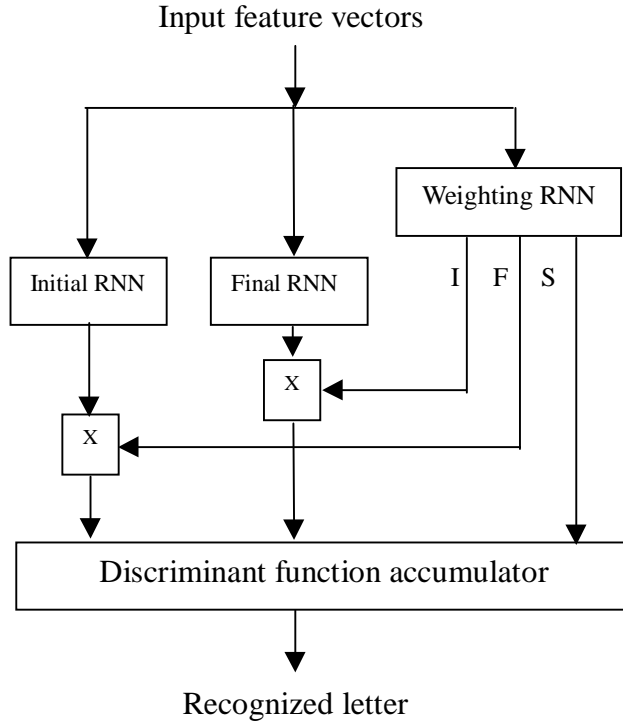 Input feature vectors
Weighting RNN
Initial RNN
Final RNN
I F S
X
X
Discriminant function accumulator
Recognized letter